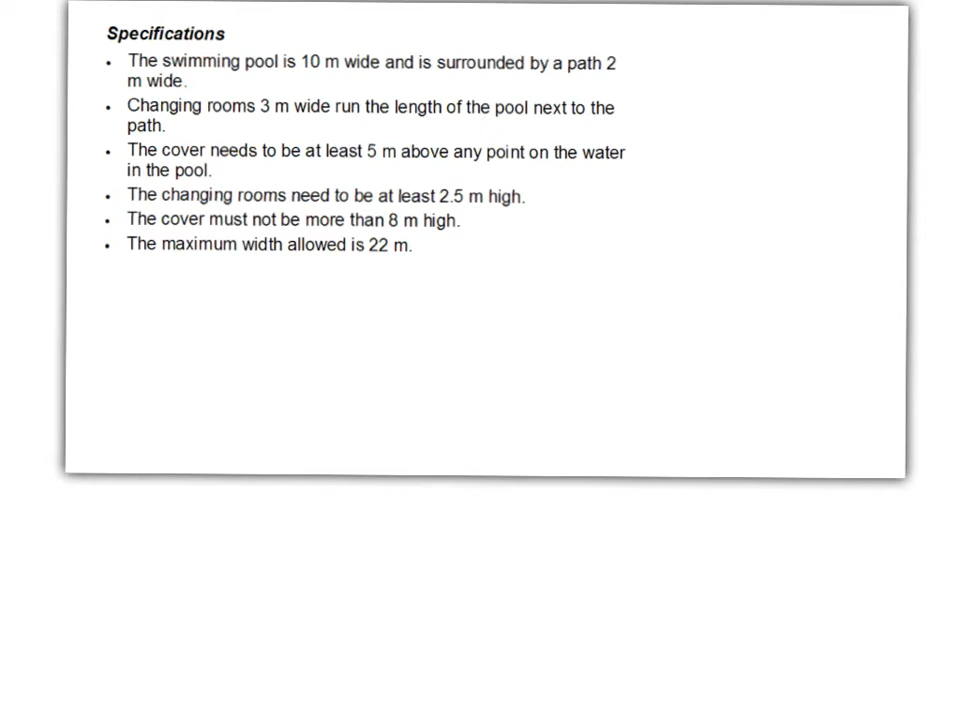 Specifications
• The swimming pool is 10 m wide and is surrounded by a path 2
m wide.
• Changing rooms 3 m wide run the length of the pool next to the
path.
• The cover needs to be at least 5 m above any point on the water
in the pool.
• The changing rooms need to be at least 2.5 m high.
• The cover must not be more than 8 m high.
• The maximum width allowed is 22 m.